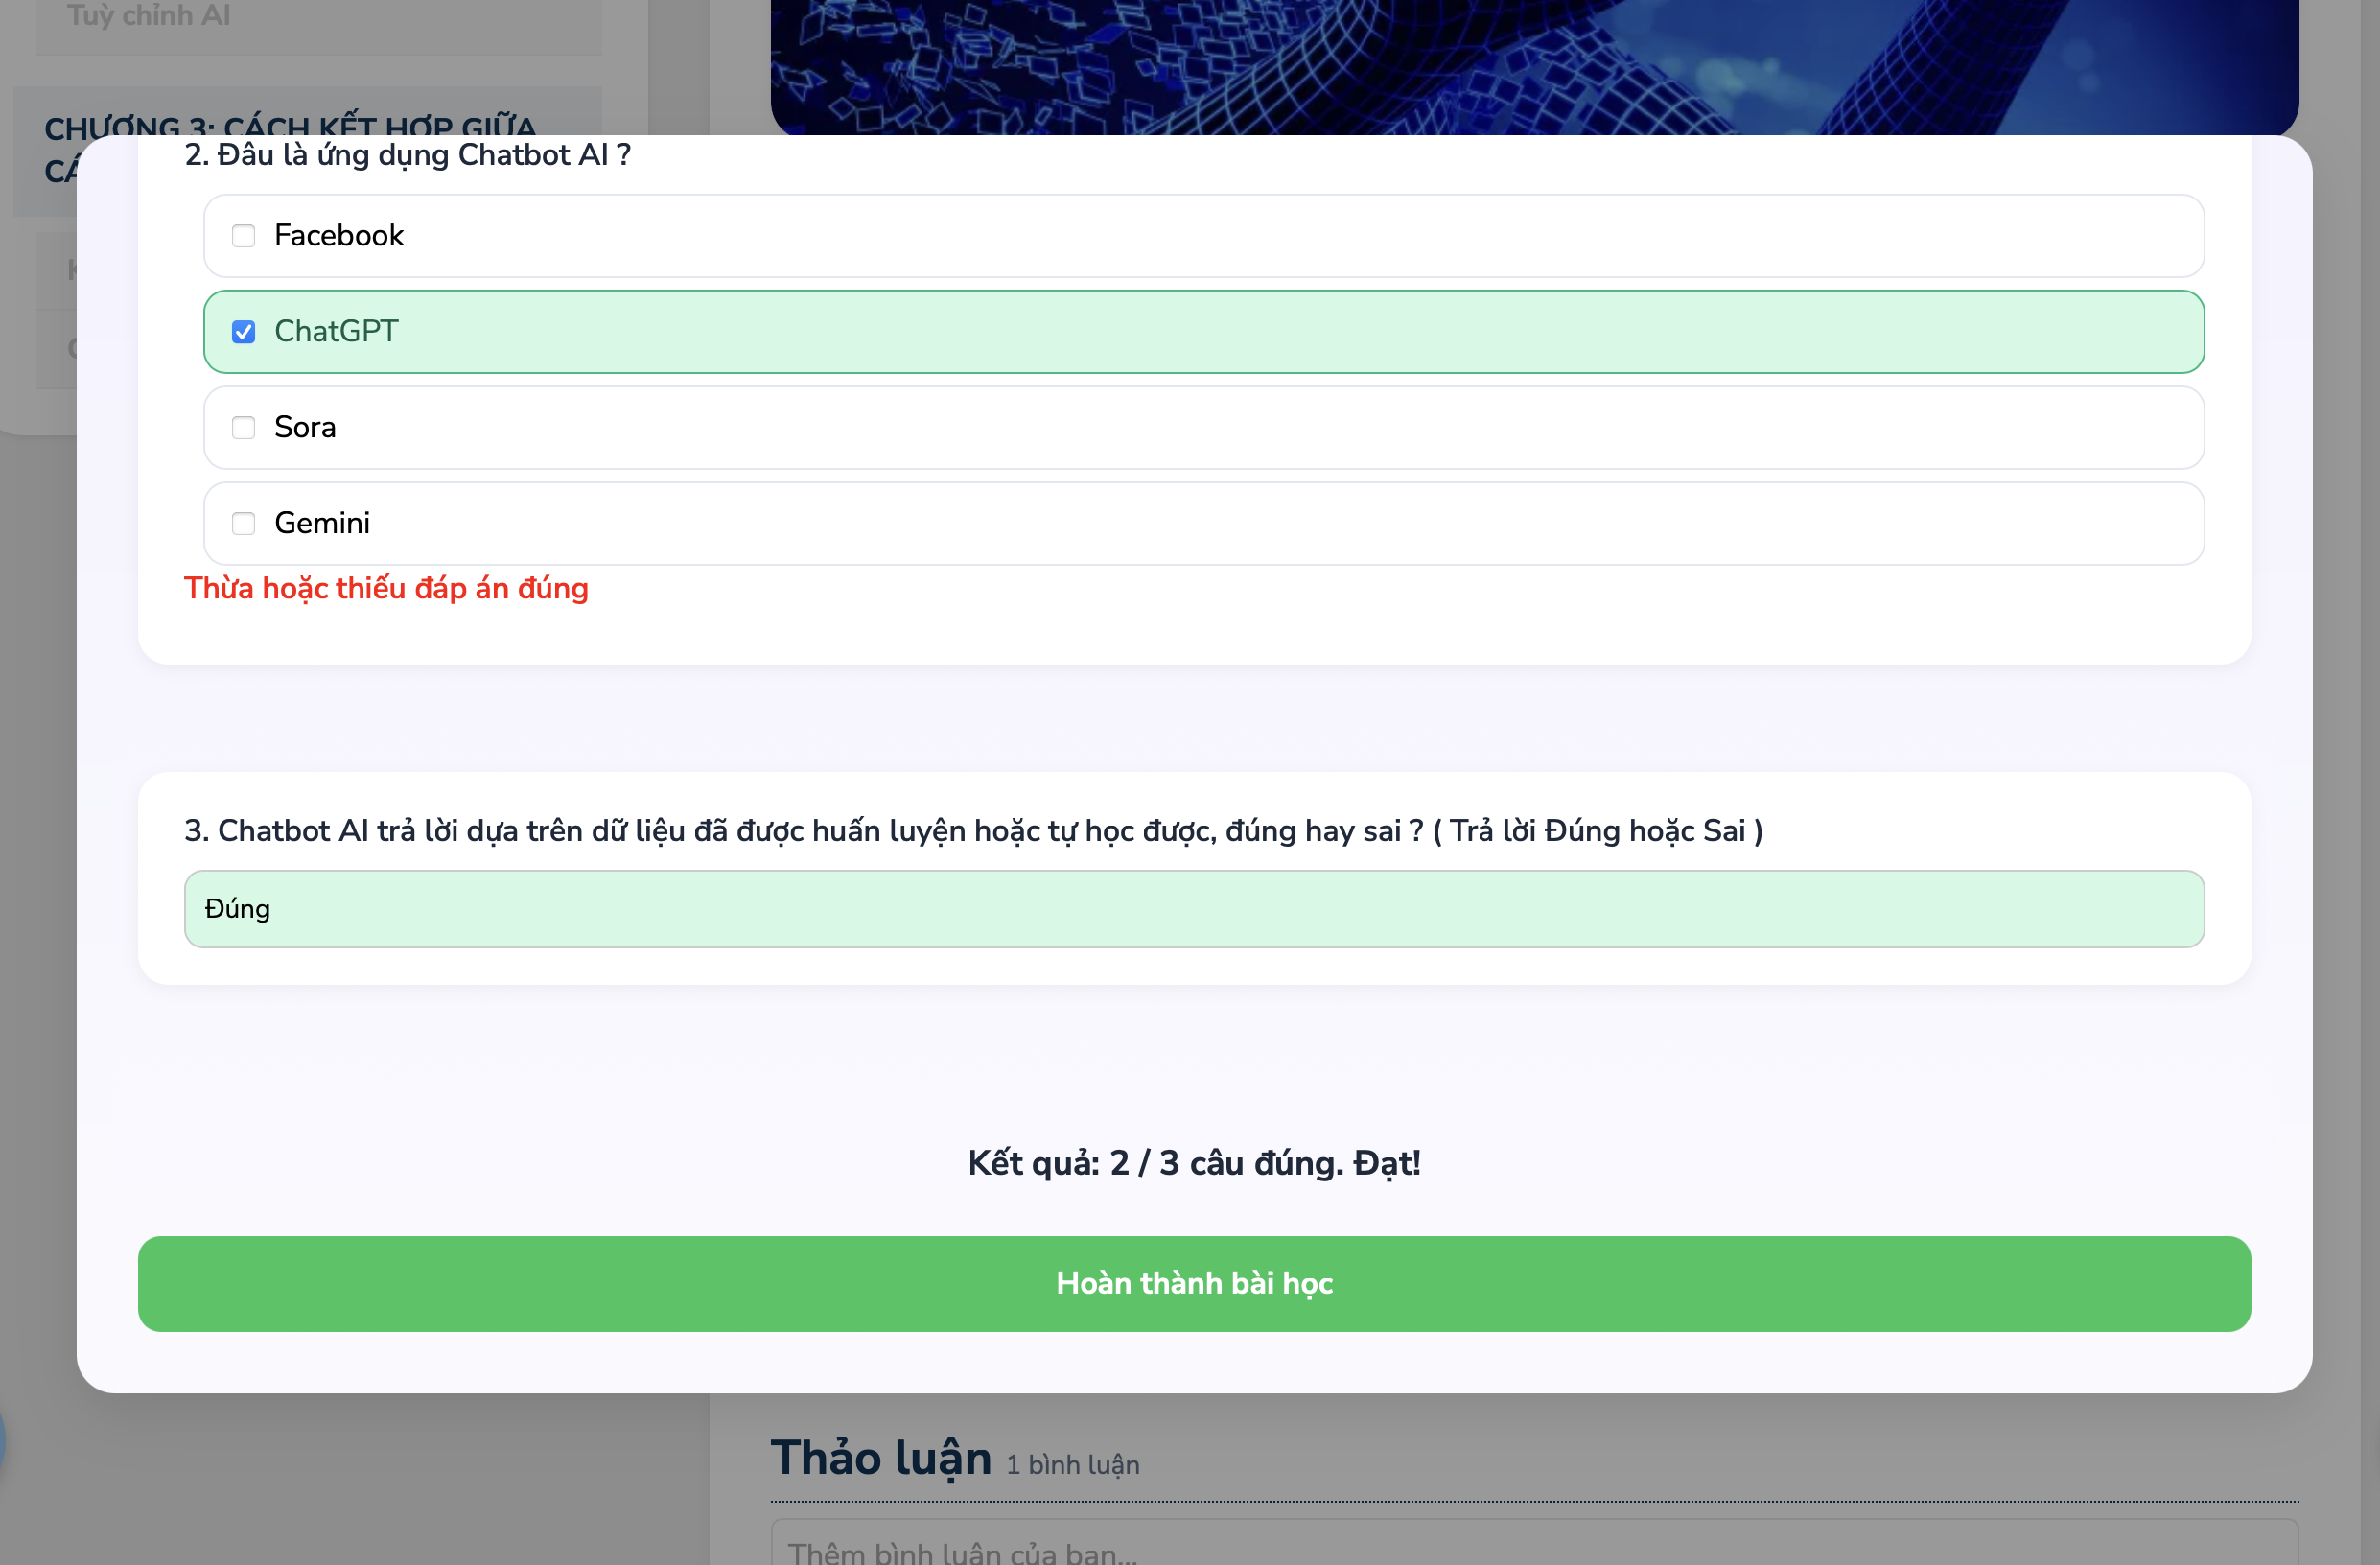 Tuỳ chỉnh AI
CHƯƠNG 3: CÁCH KẾT HỢP GIỮA
2. Đâu là ứng dụng Chatbot AI ?
Facebook
ChatGPT
Sora
Gemini
Thừa hoặc thiếu đáp án đúng
3. Chatbot AI trả lời dựa trên dữ liệu đã được huấn luyện hoặc tự học được, đúng hay sai ? ( Trả lời Đúng hoặc Sai )
Đúng
Kết quả: 2 / 3 câu đúng. Đạt!
Hoàn thành bài học
Thảo luận 1 bình luận
Thêm bình luận của bạn...